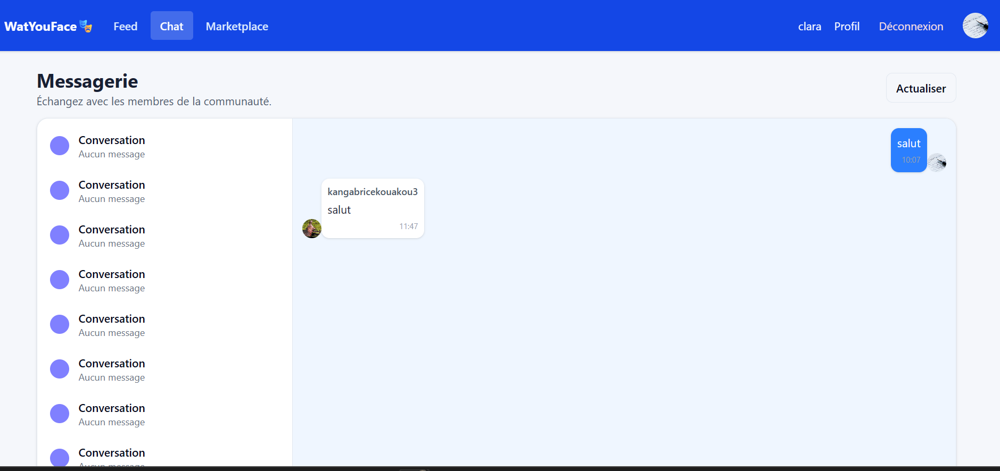 WatYouFace Feed Chat Marketplace clara Profil Déconnexion
Messagerie
Échangez avec les membres de la communauté.
Actualiser
Conversation
Aucun message
Conversation
Aucun message
Conversation
Aucun message
Conversation
Aucun message
Conversation
Aucun message
Conversation
Aucun message
Conversation
Aucun message
Conversation
Aucun message
salut
10:07
kangabricekouakou3
salut
11:47